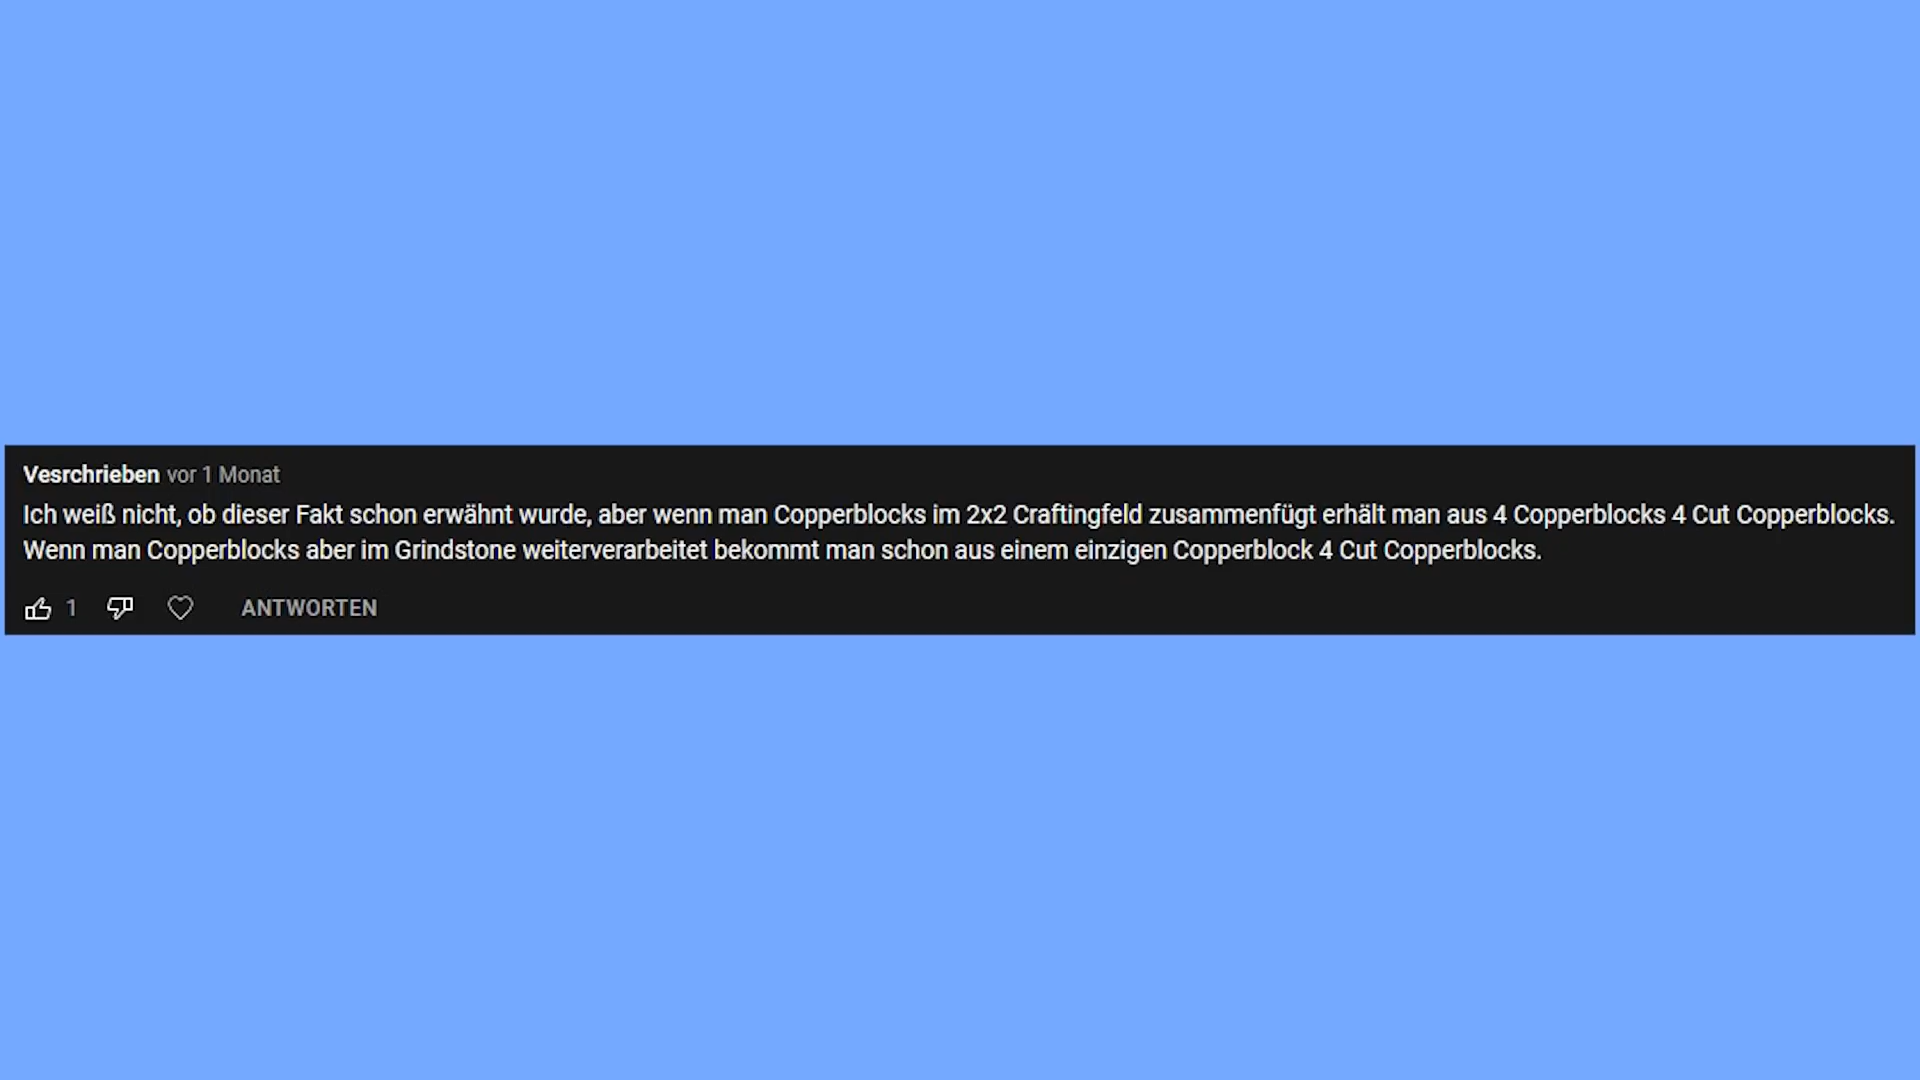 Vesrchrieben vor 1 Monat
Ich weiß nicht, ob dieser Fakt schon erwähnt wurde, aber wenn man Copperblocks im 2x2 Craftingfeld zusammenfügt erhält man aus 4 Copperblocks 4 Cut Copperblocks.
Wenn man Copperblocks aber im Grindstone weiterverarbeitet bekommt man schon aus einem einzigen Copperblock 4 Cut Copperblocks.
1 ANTWORTEN